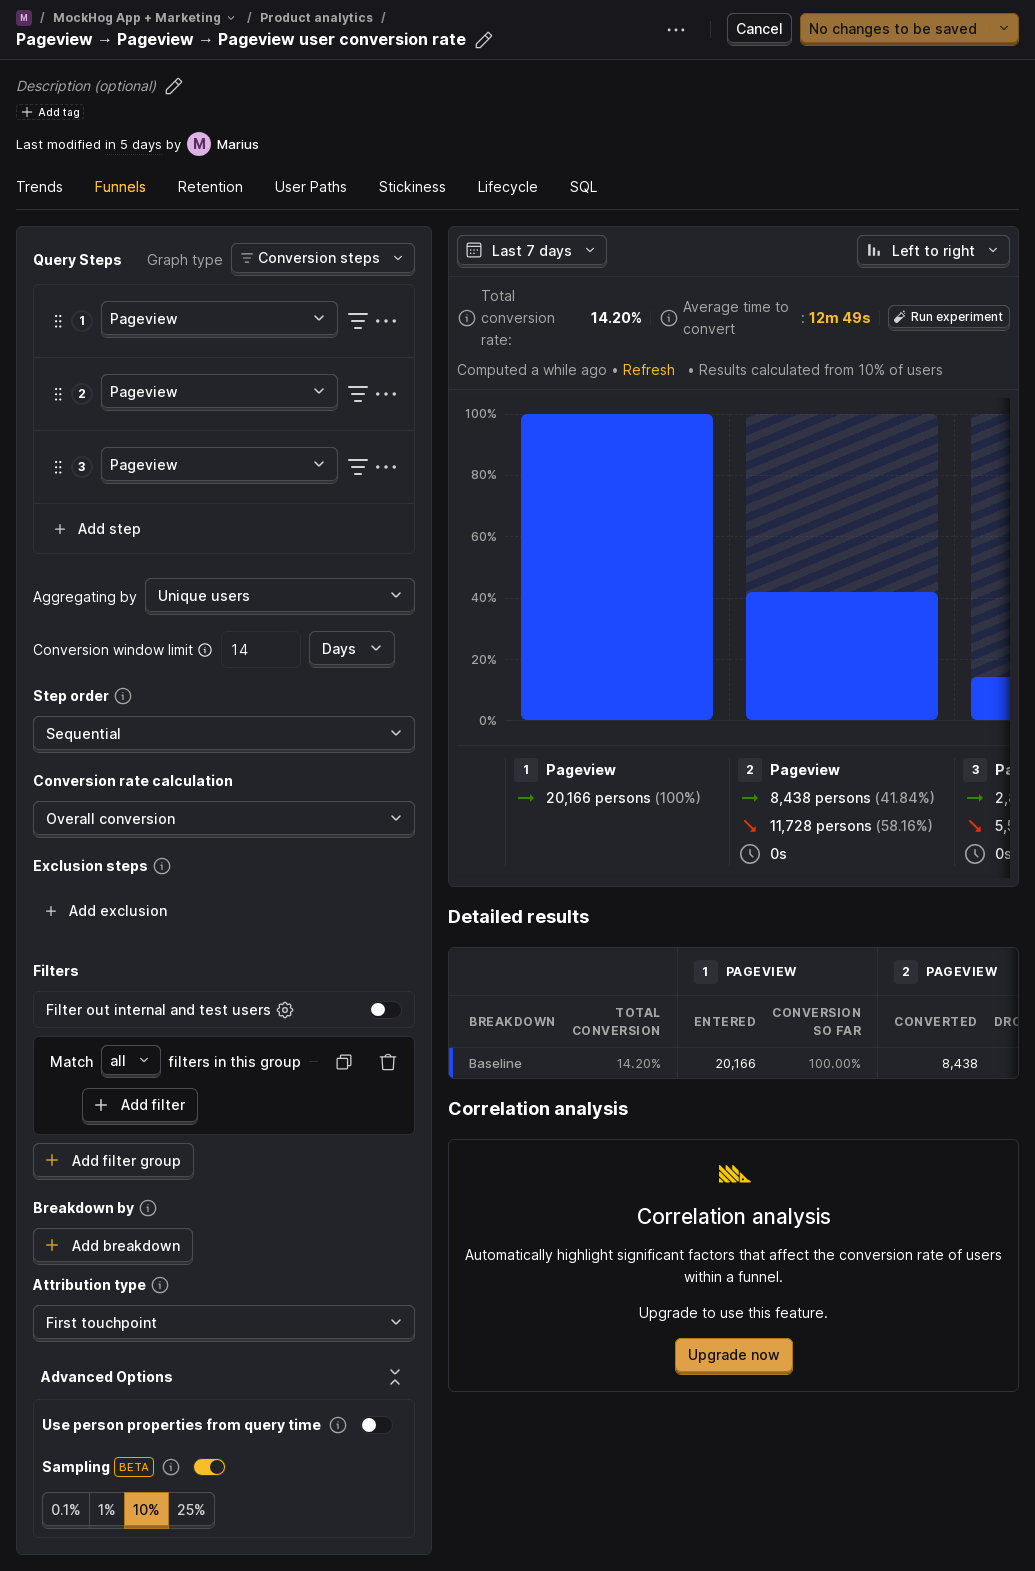 M / MockHog App + Marketing / Product analytics /
Pageview → Pageview → Pageview user conversion rate
Cancel
No changes to be saved
Description (optional)
Add tag
Last modified in 5 days by M Marius
Trends Funnels Retention User Paths Stickiness Lifecycle SQL
Query Steps Graph type Conversion steps
1 Pageview
2 Pageview
3 Pageview
Add step
Aggregating by Unique users
Conversion window limit 14 Days
Step order
Sequential
Conversion rate calculation
Overall conversion
Exclusion steps
Add exclusion
Filters
Filter out internal and test users
Match all filters in this group
Add filter
Add filter group
Breakdown by
Add breakdown
Attribution type
First touchpoint
Advanced Options
Use person properties from query time
Sampling BETA
0.1% 1% 10% 25%
Last 7 days
Left to right
Total conversion rate: 14.20%
Average time to convert : 12m 49s
Run experiment
Computed a while ago • Refresh • Results calculated from 10% of users
100%
80%
60%
40%
20%
0%
1 Pageview
20,166 persons (100%)
2 Pageview
8,438 persons (41.84%)
11,728 persons (58.16%)
0s
3
0s
Detailed results
1 PAGEVIEW 2 PAGEVIEW
BREAKDOWN TOTAL CONVERSION ENTERED CONVERSION SO FAR CONVERTED
Baseline 14.20% 20,166 100.00% 8,438
Correlation analysis
Correlation analysis
Automatically highlight significant factors that affect the conversion rate of users
within a funnel.
Upgrade to use this feature.
Upgrade now